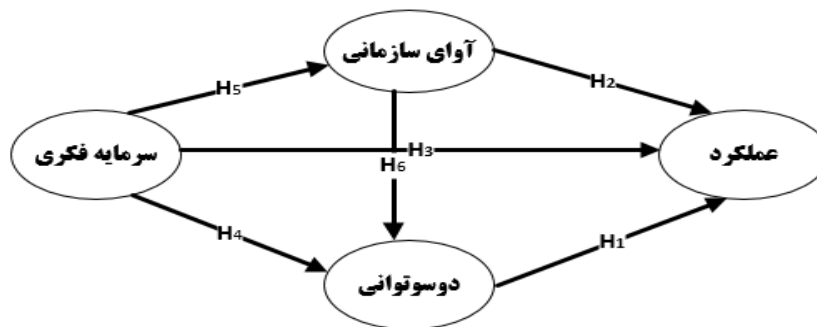 آوای سازمانی
H5
H2
سرمایه فکری
H3
عملکرد
H6
H4
H1
دوسوتوانی